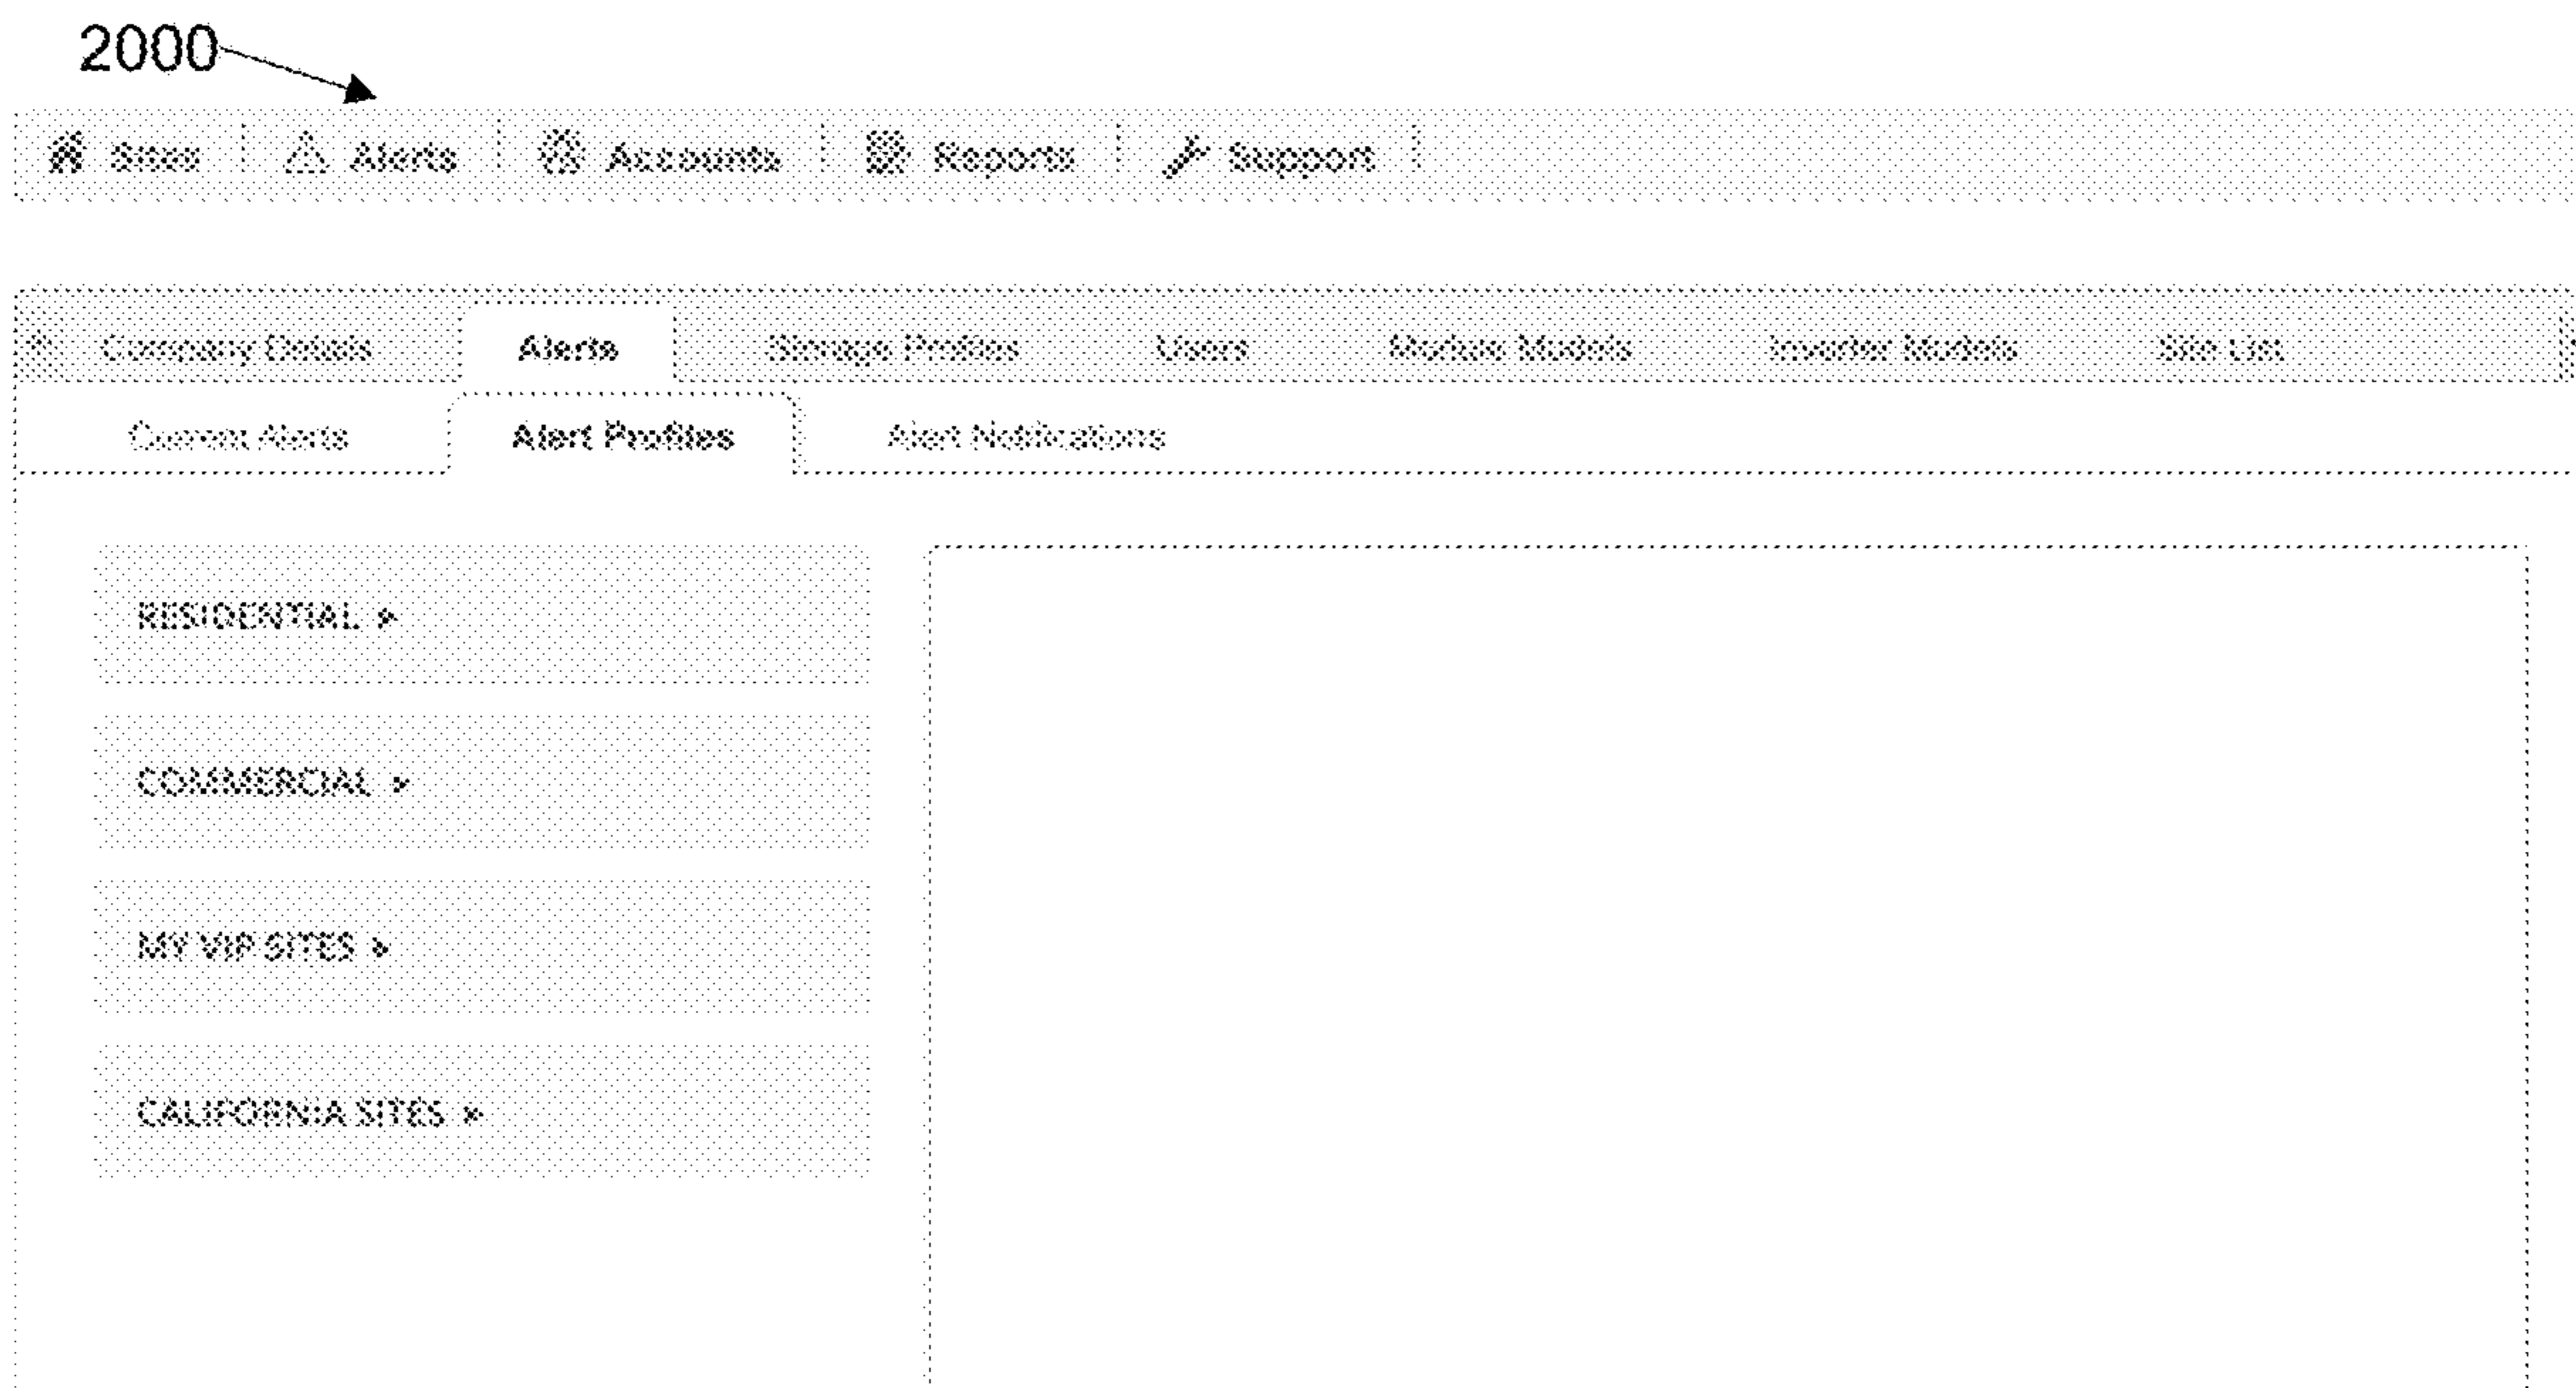 2000
Sites Alerts Accounts Reports Support
Company Details Alerts Storage Profiles Users Module Models Inverter Models Site List
Current Alerts Alert Profiles Alert Notifications
RESIDENTIAL
COMMERCIAL
MY VIP SITES
CALIFORNIA SITES